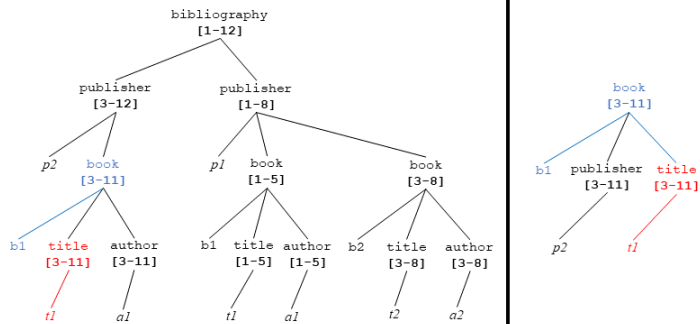 bibliography
[1-12]
publisher publisher
[3-12] [1-8]
p2 book p1 book book
[3-11] [1-5] [3-8]
b1 title author b1 title author b2 title author
[3-11] [3-11] [1-5] [1-5] [3-8] [3-8]
t1 a1 t1 a1 t2 a2
book
[3-11]
b1 publisher title
[3-11] [3-11]
p2 t1